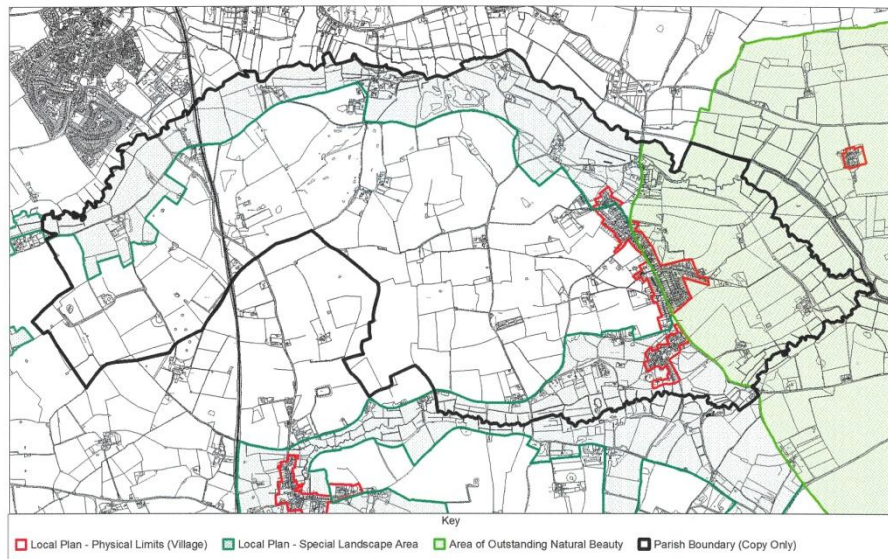 Key
Local Plan - Physical Limits (Village) Local Plan - Special Landscape Area Area of Outstanding Natural Beauty Parish Boundary (Copy Only)